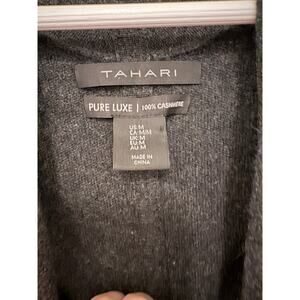 TAHARI
PURE LUXE | 100% CASHMERE
US:M
CA:M/M
UK:M
EU:M
AU:M
MADE IN
CHINA